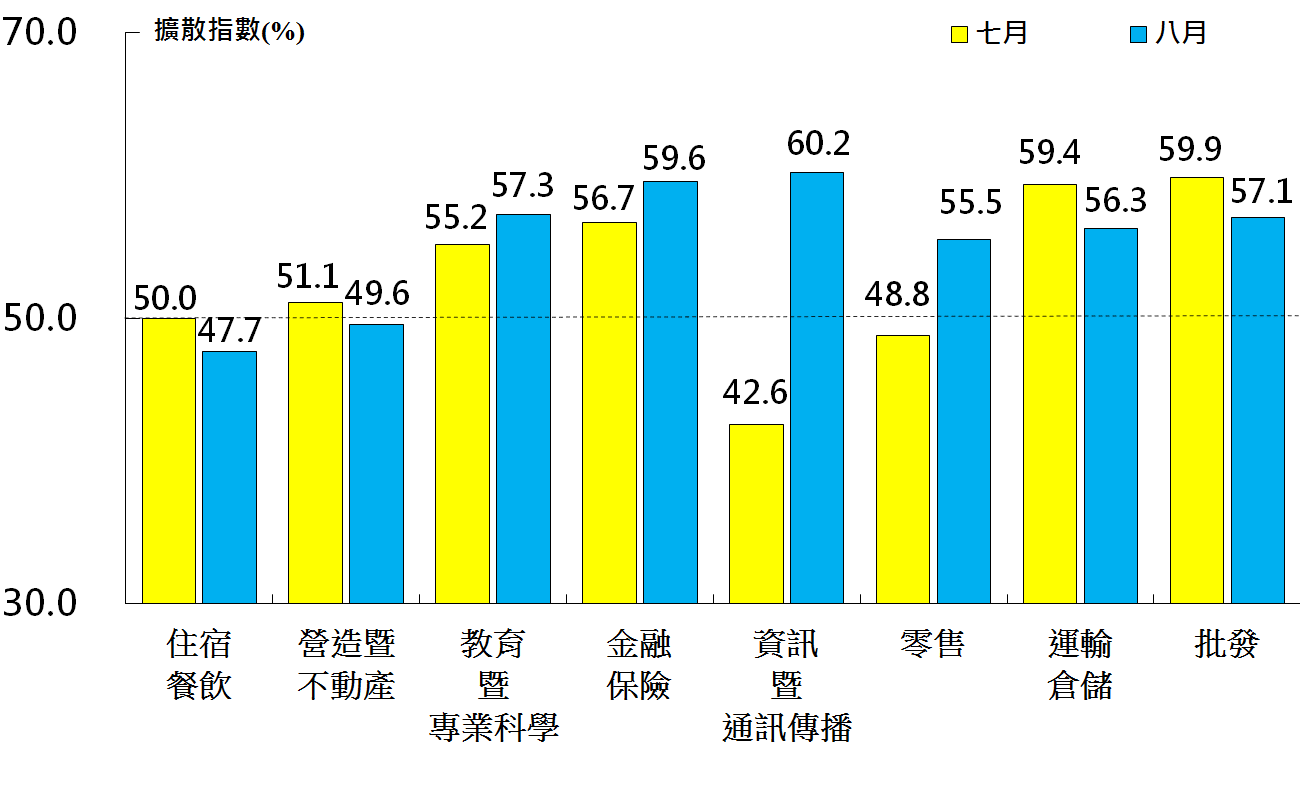 擴散指數(%)
七月
八月
70.0
50.0
30.0
50.0
47.7
51.1
49.6
55.2
57.3
56.7
59.6
42.6
60.2
48.8
55.5
59.4
56.3
59.9
57.1
住宿
餐飲
營造暨
不動產
教育
暨
專業科學
金融
保險
資訊
暨
通訊傳播
零售
運輸
倉儲
批發